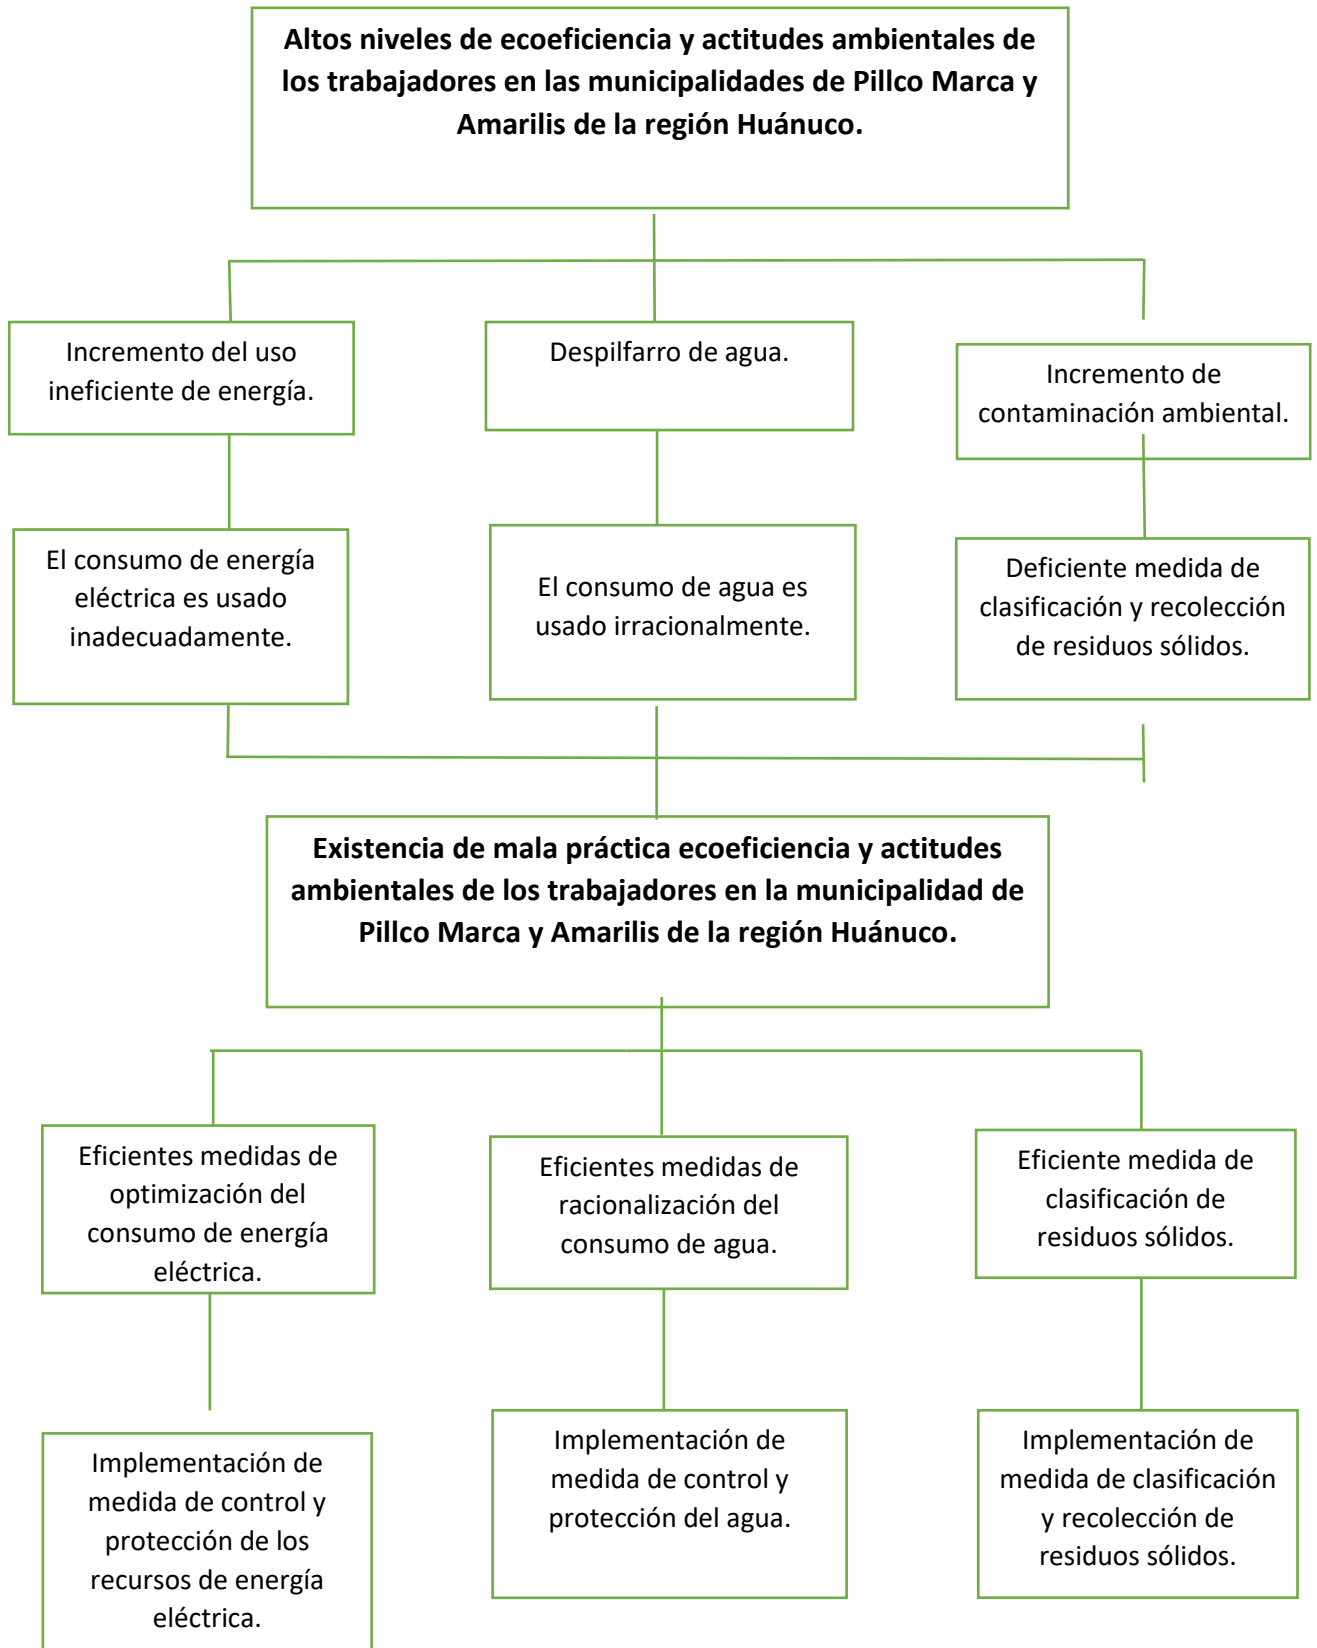 Altos niveles de ecoeficiencia y actitudes ambientales de
los trabajadores en las municipalidades de Pillco Marca y
Amarilis de la región Huánuco.
Incremento del uso
ineficiente de energía.
Despilfarro de agua.
Incremento de
contaminación ambiental.
El consumo de energía
eléctrica es usado
inadecuadamente.
El consumo de agua es
usado irracionalmente.
Deficiente medida de
clasificación y recolección
de residuos sólidos.
Existencia de mala práctica ecoeficiencia y actitudes
ambientales de los trabajadores en la municipalidad de
Pillco Marca y Amarilis de la región Huánuco.
Eficientes medidas de
optimización del
consumo de energía
eléctrica.
Eficientes medidas de
racionalización del
consumo de agua.
Eficiente medida de
clasificación de
residuos sólidos.
Implementación de
medida de control y
protección de los
recursos de energía
eléctrica.
Implementación de
medida de control y
protección del agua.
Implementación de
medida de clasificación
y recolección de
residuos sólidos.